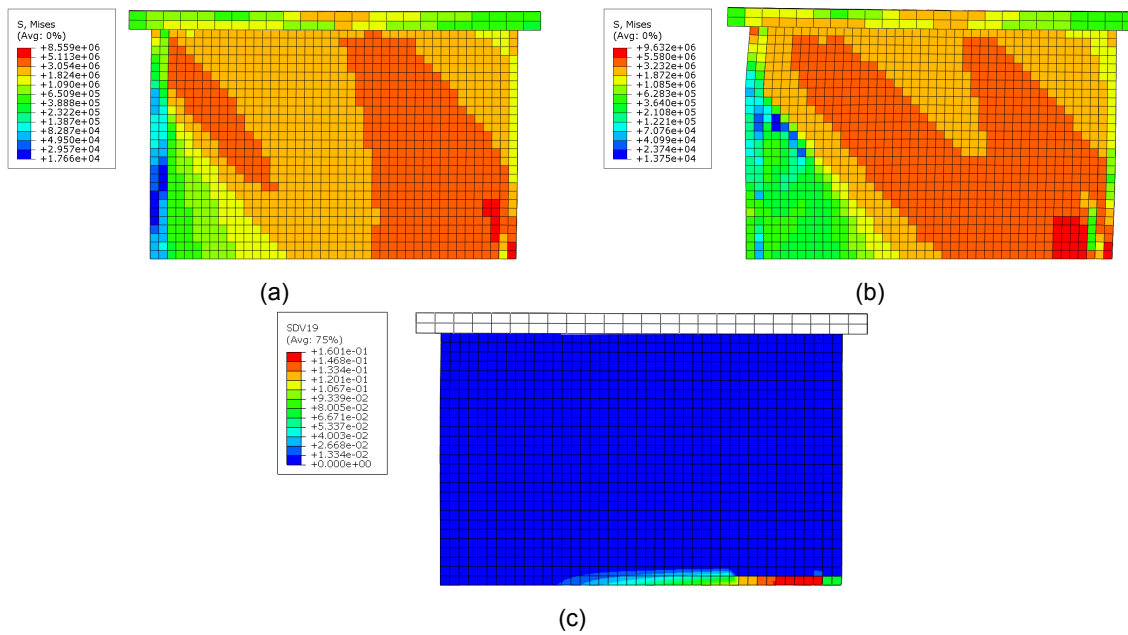 S, Mises
(Avg: 0%)
+8.559e+06
+5.113e+06
+3.054e+06
+1.824e+06
+1.090e+06
+6.509e+05
+3.888e+05
+2.322e+05
+1.387e+05
+8.287e+04
+2.957e+04
+1.766e+04
(a)
S, Mises
(Avg: 0%)
+9.632e+06
+5.580e+06
+3.232e+06
+1.872e+06
+1.085e+06
+6.283e+05
+3.640e+05
+2.108e+05
+1.221e+05
+7.076e+04
+4.099e+04
+2.374e+04
+1.375e+04
(b)
SDV19
(Avg: 75%)
+1.601e-01
+1.468e-01
+1.334e-01
+1.201e-01
+1.067e-01
+9.339e-02
+8.005e-02
+6.671e-02
+5.337e-02
+4.003e-02
+2.668e-02
+1.334e-02
+0.000e+00
(c)